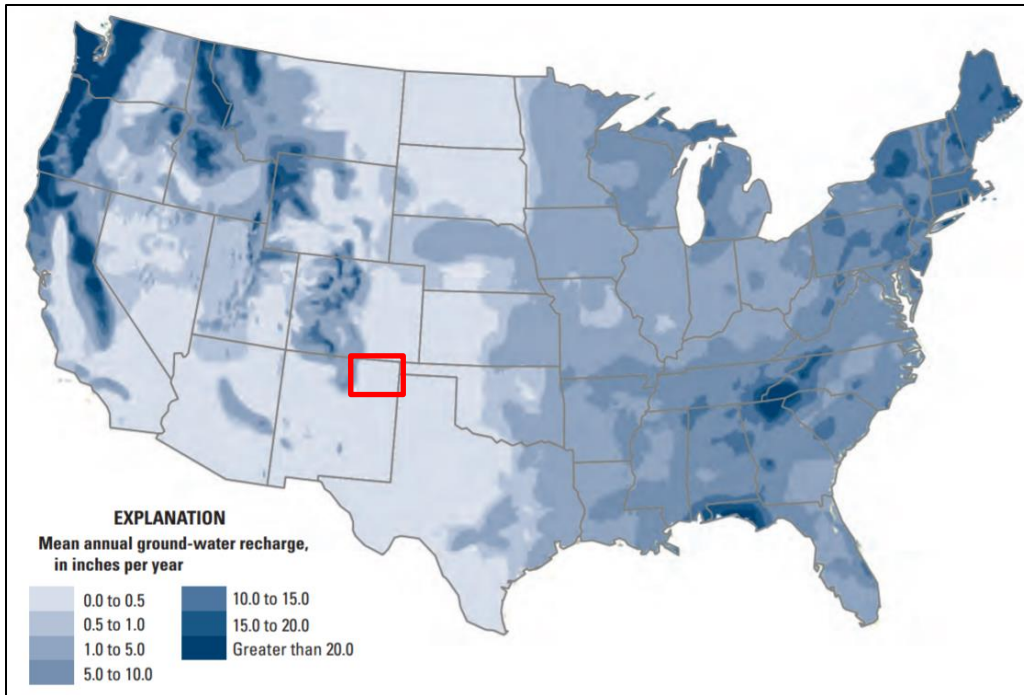 EXPLANATION
Mean annual ground-water recharge,
in inches per year
0.0 to 0.5
0.5 to 1.0
1.0 to 5.0
5.0 to 10.0
10.0 to 15.0
15.0 to 20.0
Greater than 20.0